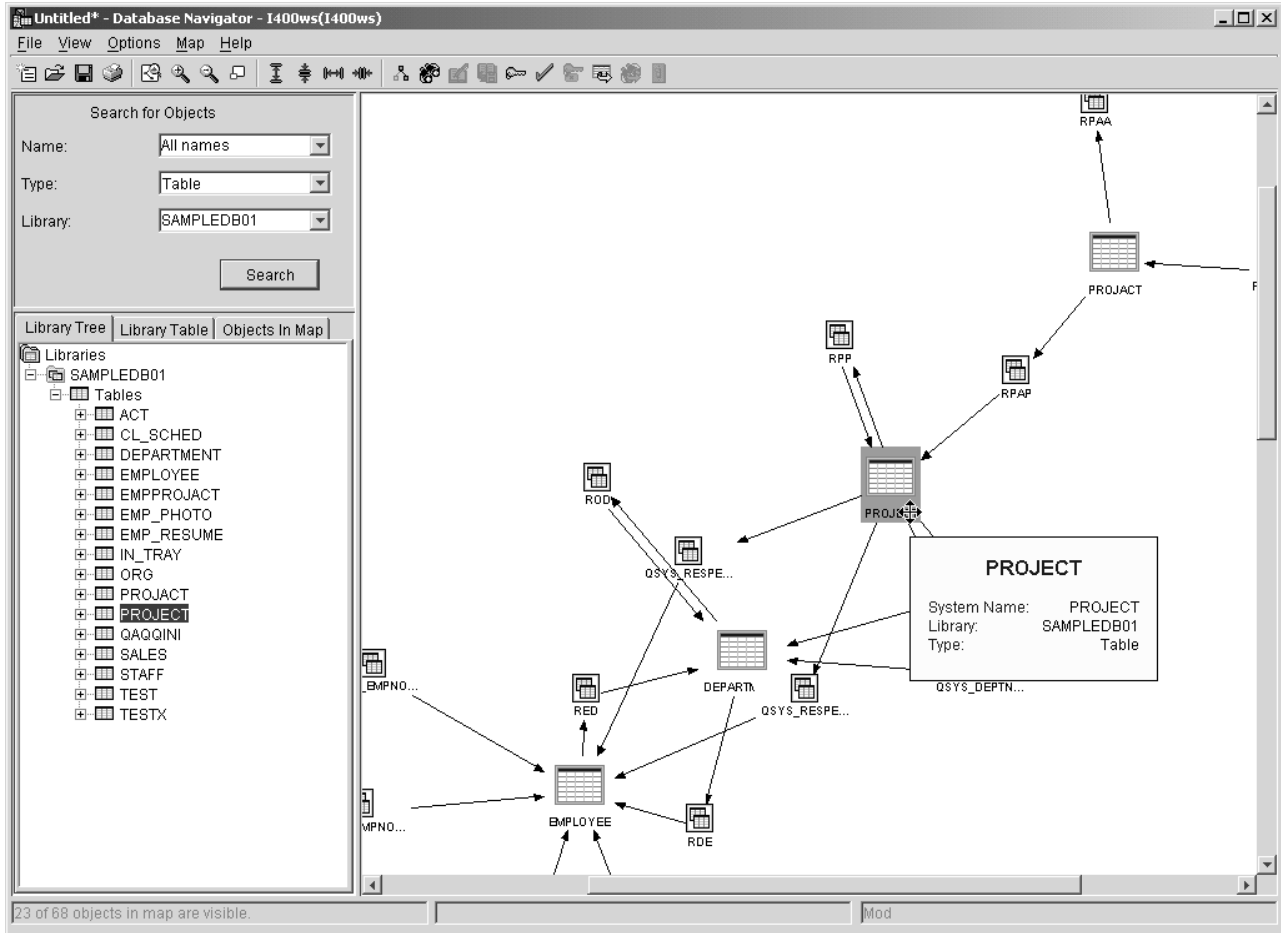 Untitled* - Database Navigator - I400ws(I400ws)
File View Options Map Help
Search for Objects
Name: All names
Type: Table
Library: SAMPLEDB01
Search
Library Tree Library Table Objects In Map
Libraries
SAMPLEDB01
Tables
ACT
CL_SCHED
DEPARTMENT
EMPLOYEE
EMPPROJACT
EMP_PHOTO
EMP_RESUME
IN_TRAY
ORG
PROJACT
PROJECT
QAQQINI
SALES
STAFF
TEST
TESTX
RPAA
PROJACT
RPP
RPAP
ROD
QSYS_RESPE...
PROJECT
System Name: PROJECT
Library: SAMPLEDB01
Type: Table
_EMPNO...
RED
DEPARTM
QSYS_RESPE...
QSYS_DEPTN...
MPNO...
EMPLOYEE
RDE
23 of 68 objects in map are visible.
Mod